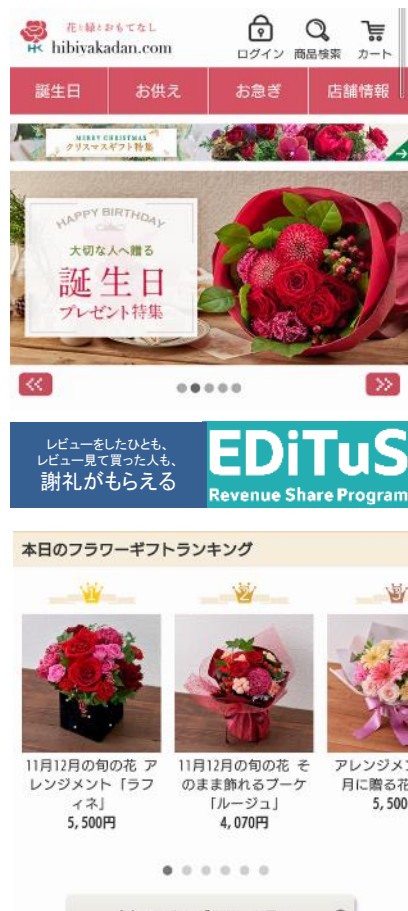 花と緑とおもてなし
HK hibiyakadan.com
ログイン 商品検索 カート
誕生日 お供え お急ぎ 店舗情報
MERRY CHRISTMAS
クリスマスギフト特集
HAPPY BIRTHDAY
大切な人へ贈る
誕生日
プレゼント特集
レビューをしたひとも、
レビュー見て買った人も、
謝礼がもらえる
EDiTuS
Revenue Share Program
本日のフラワーギフトランキング
1 2 3
11月12月の旬の花 ア
レンジメント「ラフ
ィネ」
5,500円
11月12月の旬の花 そ
のまま飾れるブーケ
「ルージュ」
4,070円
アレンジメン
月に贈る花
5,500